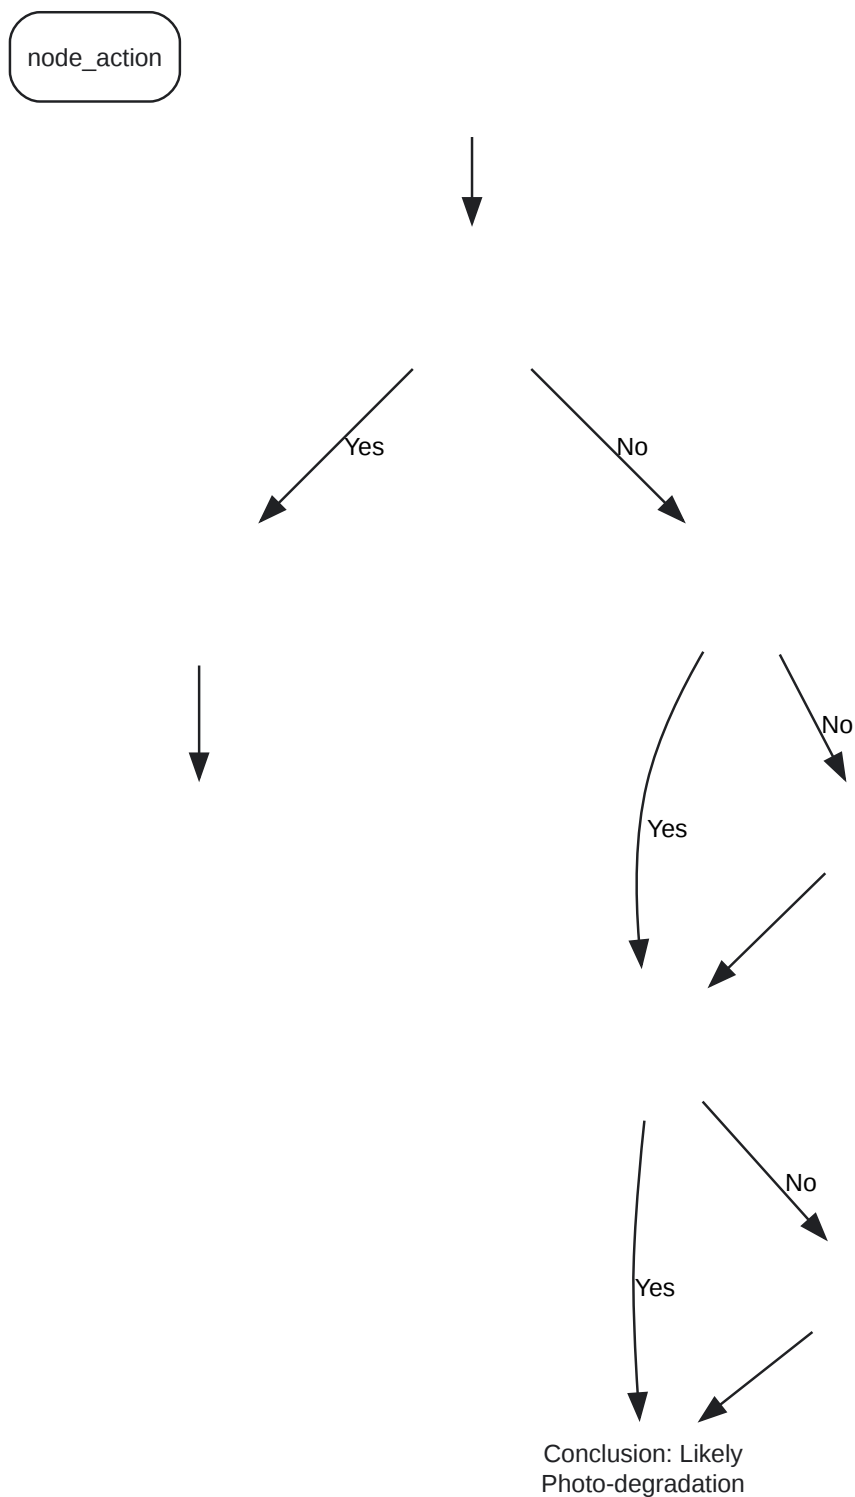 node_action
Yes
No
No
Yes
No
Yes
Conclusion: Likely
Photo-degradation